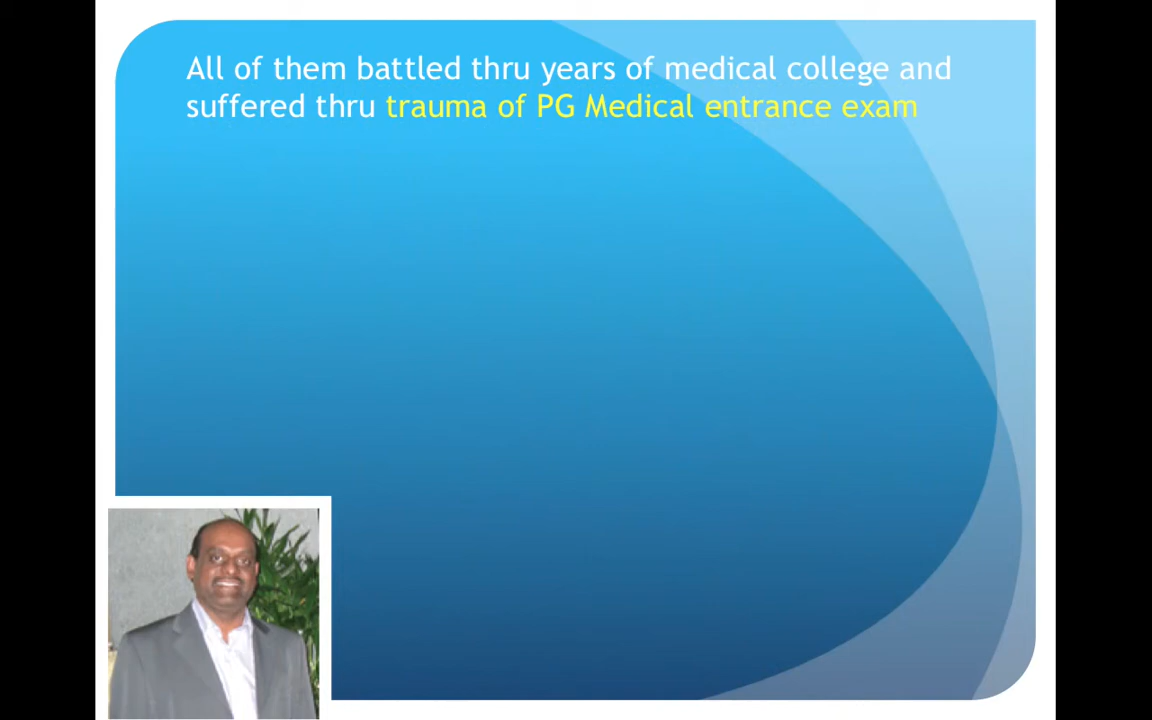 All of them battled thru years of medical college and
suffered thru trauma of PG Medical entrance exam